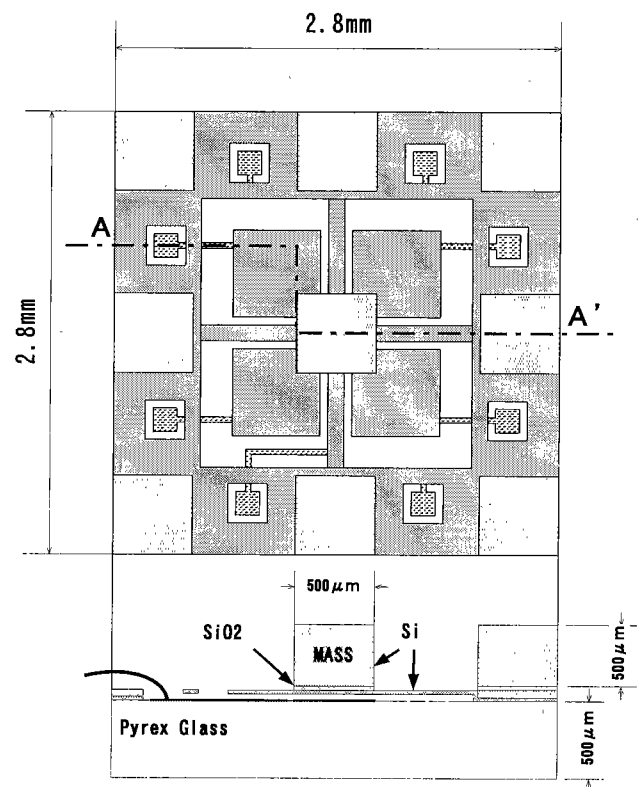 2.8mm
2.8mm
A
A'
500μm
SiO2
Si
MASS
500μm
Pyrex Glass
500μm